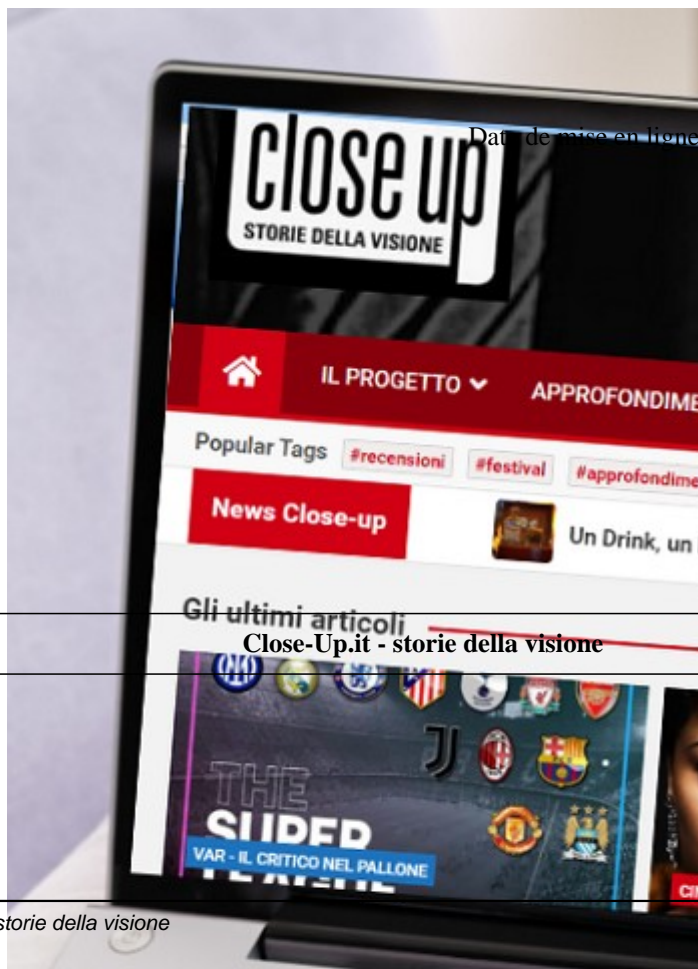 close up
STORIE DELLA VISIONE
Date de mise en ligne
IL PROGETTO
APPROFONDIME
Popular Tags #recensioni #festival #approfondime
News Close-up
Un Drink, un
Gli ultimi articoli
Close-Up.it - storie della visione
THE
SUPER
VAR - IL CRITICO NEL PALLONE
CIN
storie della visione